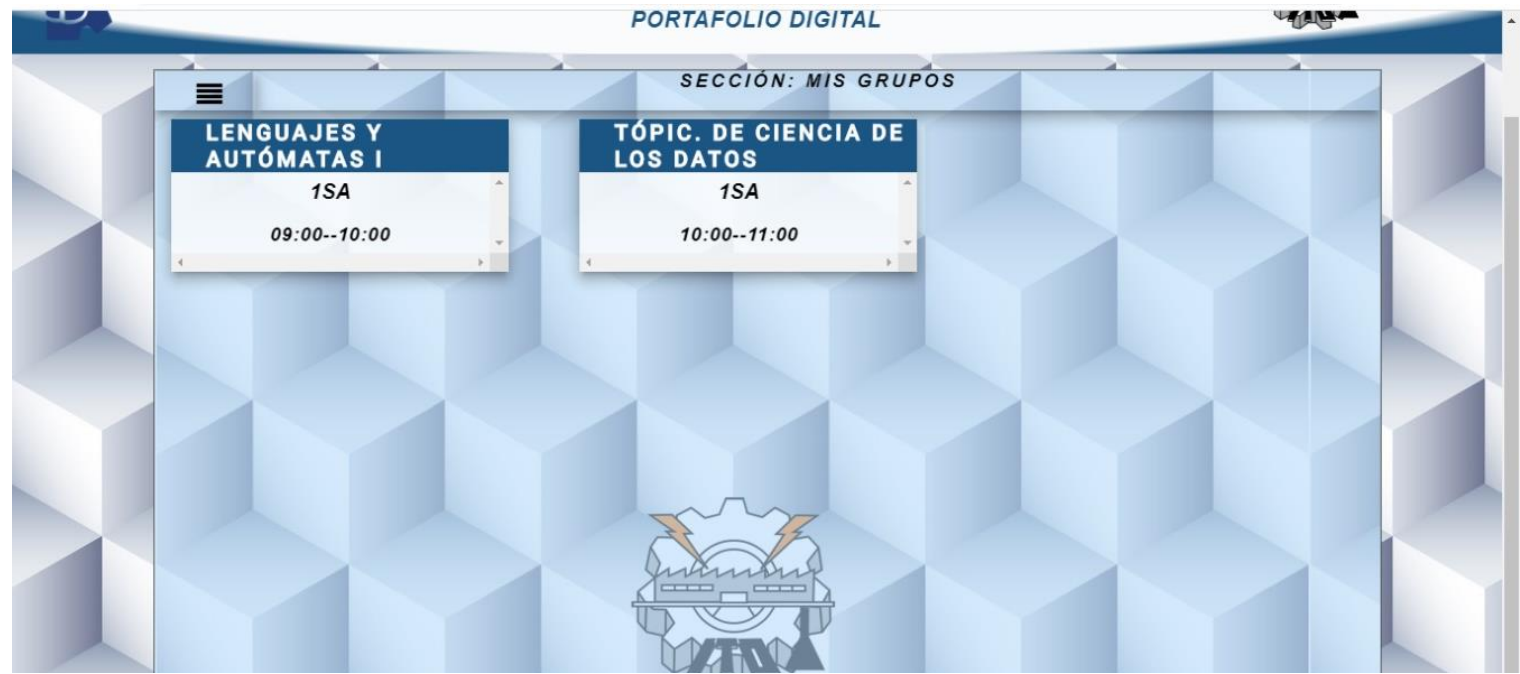 PORTAFOLIO DIGITAL
SECCIÓN: MIS GRUPOS
LENGUAJES Y
AUTÓMATAS I
1SA
09:00--10:00
TÓPIC. DE CIENCIA DE
LOS DATOS
1SA
10:00--11:00